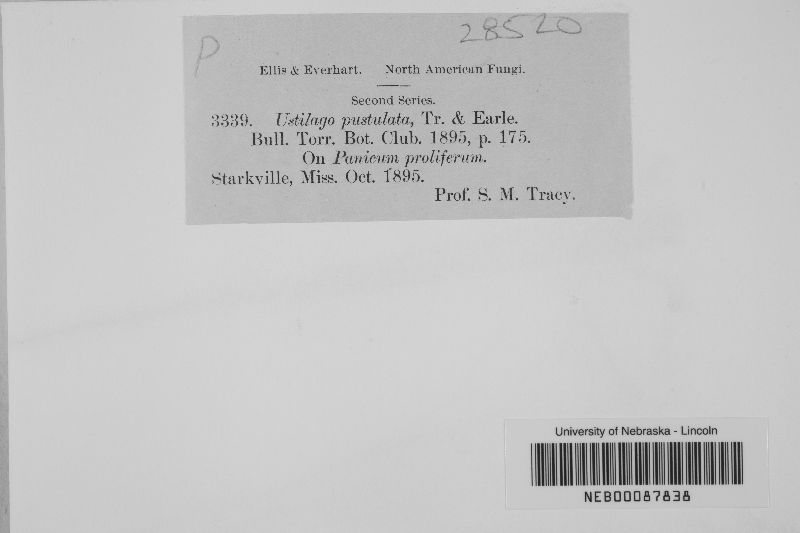 P
28520
Ellis & Everhart. North American Fungi.
Second Series.
3339. Ustilago pustulata, Tr. & Earle.
Bull. Torr. Bot. Club. 1895, p. 175.
On Panicum proliferum.
Starkville, Miss. Oct. 1895.
Prof. S. M. Tracy.
University of Nebraska - Lincoln
NEB00087838